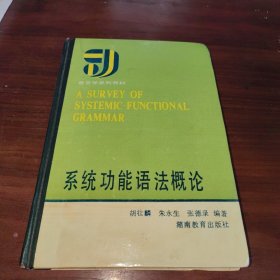 A SURVEY OF
SYSTEMIC-FUNCTIONAL
GRAMMAR
系统功能语法概论
胡壮麟 朱永生 张德录 编著
湖南教育出版社